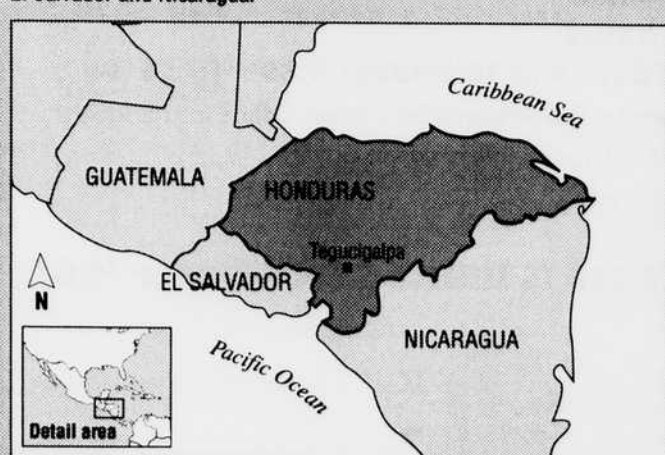 El Salvador and Nicaragua.
Caribbean Sea
GUATEMALA
HONDURAS
Tegucigalpa
EL SALVADOR
N
NICARAGUA
Pacific Ocean
Detail area